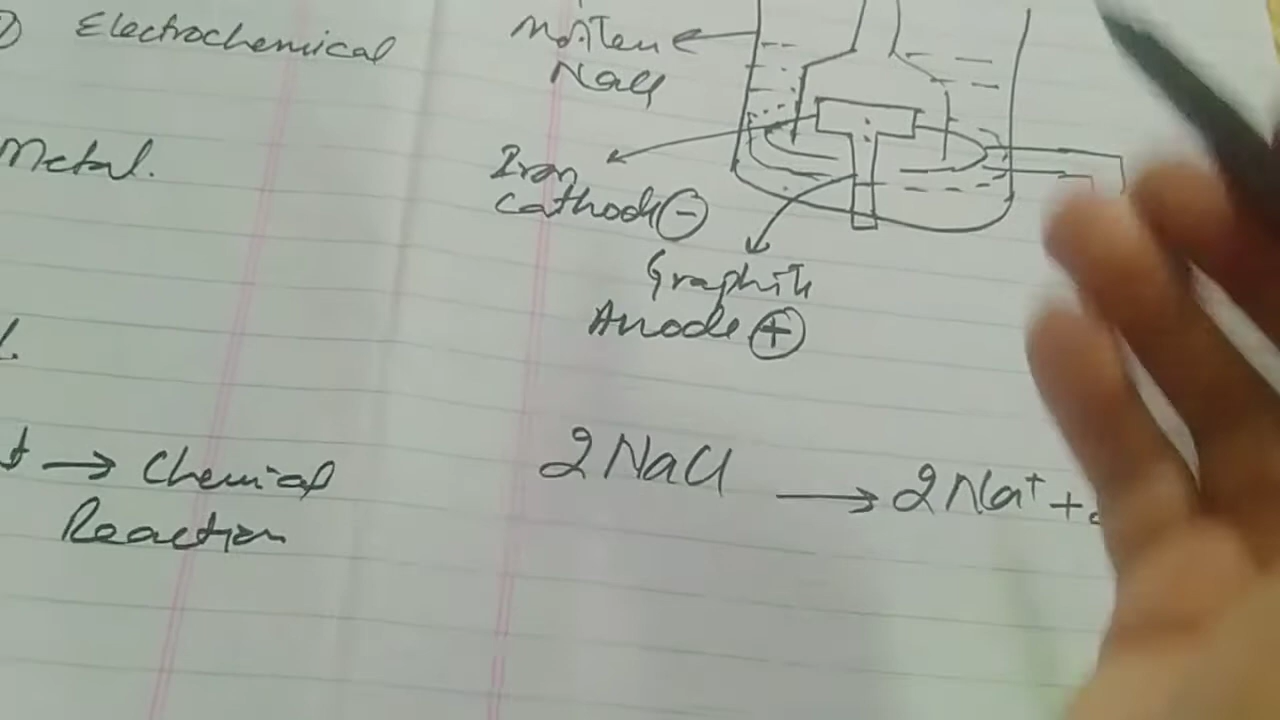 Electrochemical
Metal.
Molten
NaCl
Iron
Cathode ⊖
Graphite
Anode ⊕
→ Chemical
Reaction
2NaCl → 2Na⁺ +